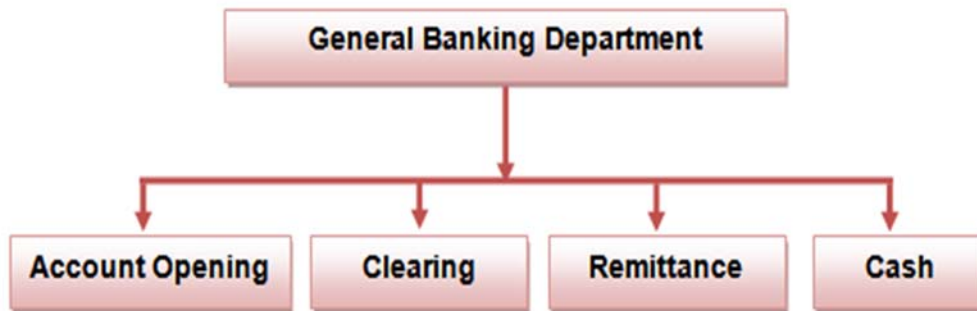 General Banking Department
Account Opening
Clearing
Remittance
Cash